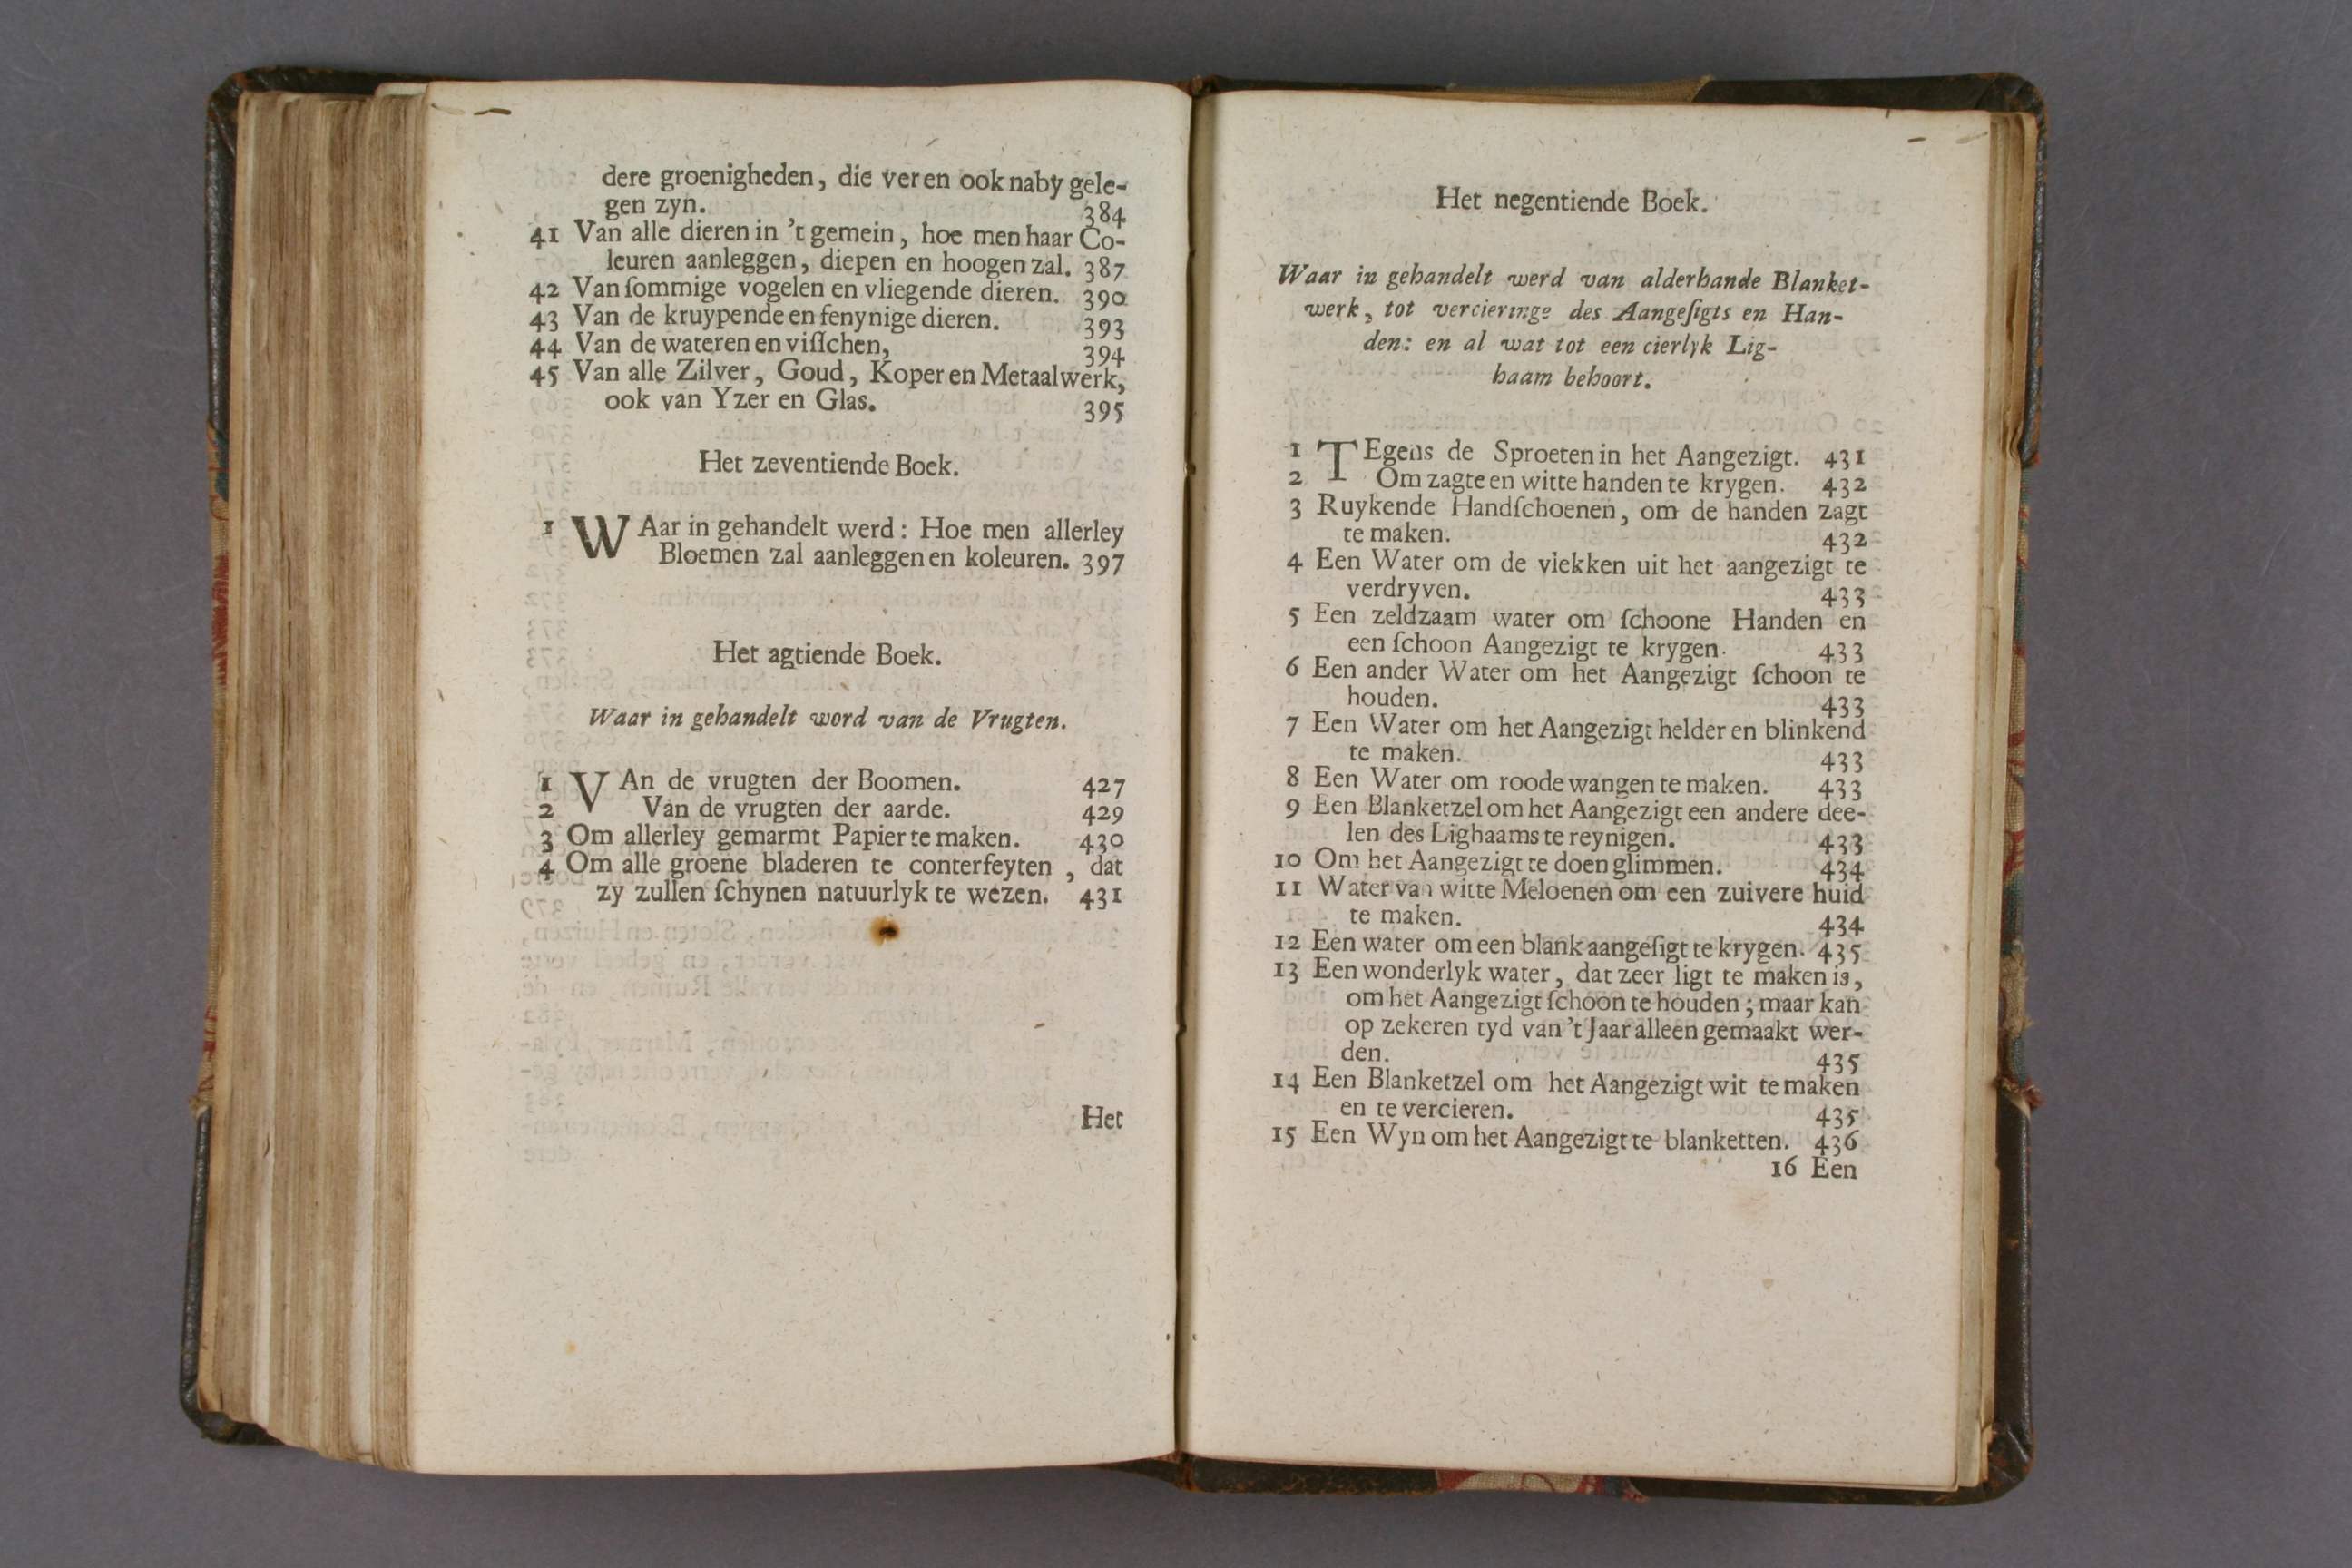 dere groenigheden, die veren ook naby gele-
gen zyn. 384
41 Van alle dieren in 't gemein, hoe men haar Co-
leuren aanleggen, diepen en hoogen zal. 387
42 Van ſommige vogelen en vliegende dieren. 390
43 Van de kruypende en fenynige dieren. 393
44 Van de wateren en viſſchen, 394
45 Van alle Zilver, Goud, Koper en Metaalwerk,
ook van Yzer en Glas. 395
Het zeventiende Boek.
1 WAar in gehandelt werd: Hoe men allerley
Bloemen zal aanleggen en koleuren. 397
Het agtiende Boek.
Waar in gehandelt word van de Vrugten.
1 VAn de vrugten der Boomen. 427
2 Van de vrugten der aarde. 429
3 Om allerley gemarmt Papier te maken. 430
4 Om alle groene bladeren te conterfeyten, dat
zy zullen ſchynen natuurlyk te wezen. 431
Het
Het negentiende Boek.
Waar in gehandelt werd van alderhande Blanket-
werk, tot vercieringe des Aangeſigts en Han-
den: en al wat tot een cierlyk Lig-
haam behoort.
1 TEgens de Sproeten in het Aangezigt. 431
2 Om zagte en witte handen te krygen. 432
3 Ruykende Handſchoenen, om de handen zagt
te maken. 432
4 Een Water om de vlekken uit het aangezigt te
verdryven. 433
5 Een zeldzaam water om ſchoone Handen en
een ſchoon Aangezigt te krygen. 433
6 Een ander Water om het Aangezigt ſchoon te
houden. 433
7 Een Water om het Aangezigt helder en blinkend
te maken. 433
8 Een Water om roode wangen te maken. 433
9 Een Blanketzel om het Aangezigt een andere dee-
len des Lighaams te reynigen. 433
10 Om het Aangezigt te doen glimmen. 434
11 Water van witte Meloenen om een zuivere huid
te maken. 434
12 Een water om een blank aangeſigt te krygen. 435
13 Een wonderlyk water, dat zeer ligt te maken is,
om het Aangezigt ſchoon te houden; maar kan
op zekeren tyd van 't Jaar alleen gemaakt wer-
den. 435
14 Een Blanketzel om het Aangezigt wit te maken
en te vercieren. 435
15 Een Wyn om het Aangezigt te blanketten. 436
16 Een